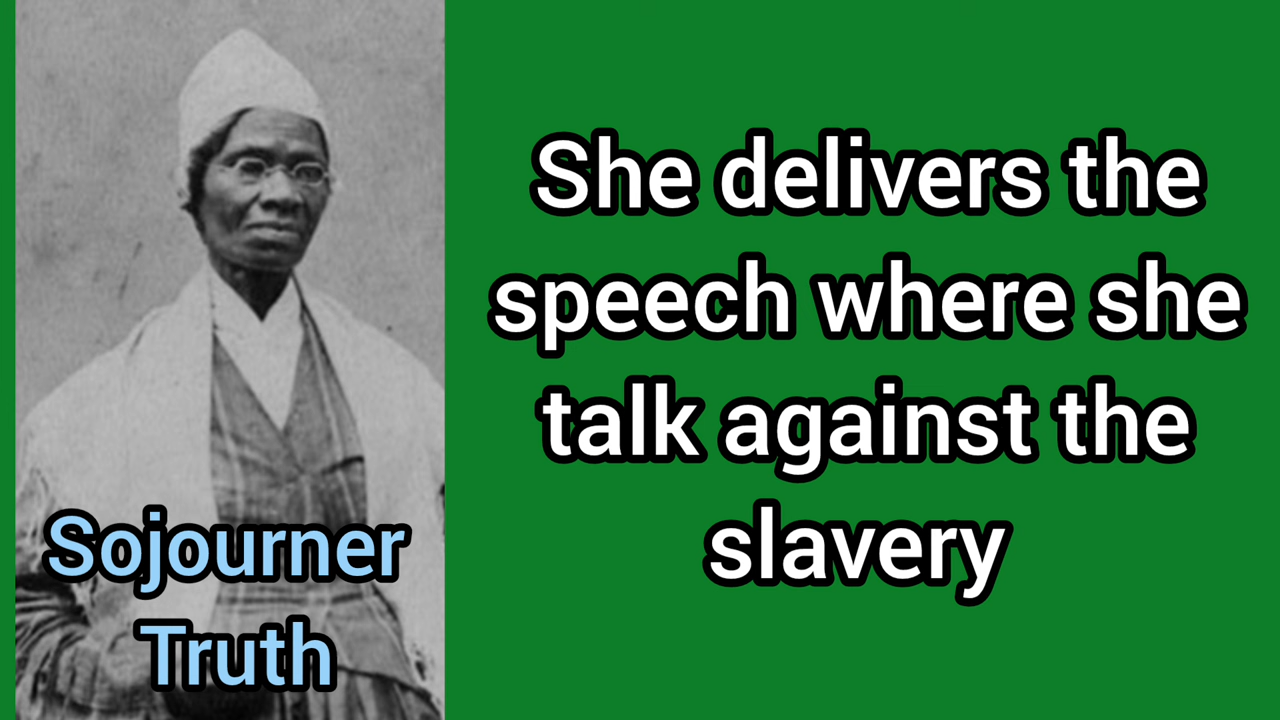 She delivers the
speech where she
talk against the
slavery
Sojourner
Truth